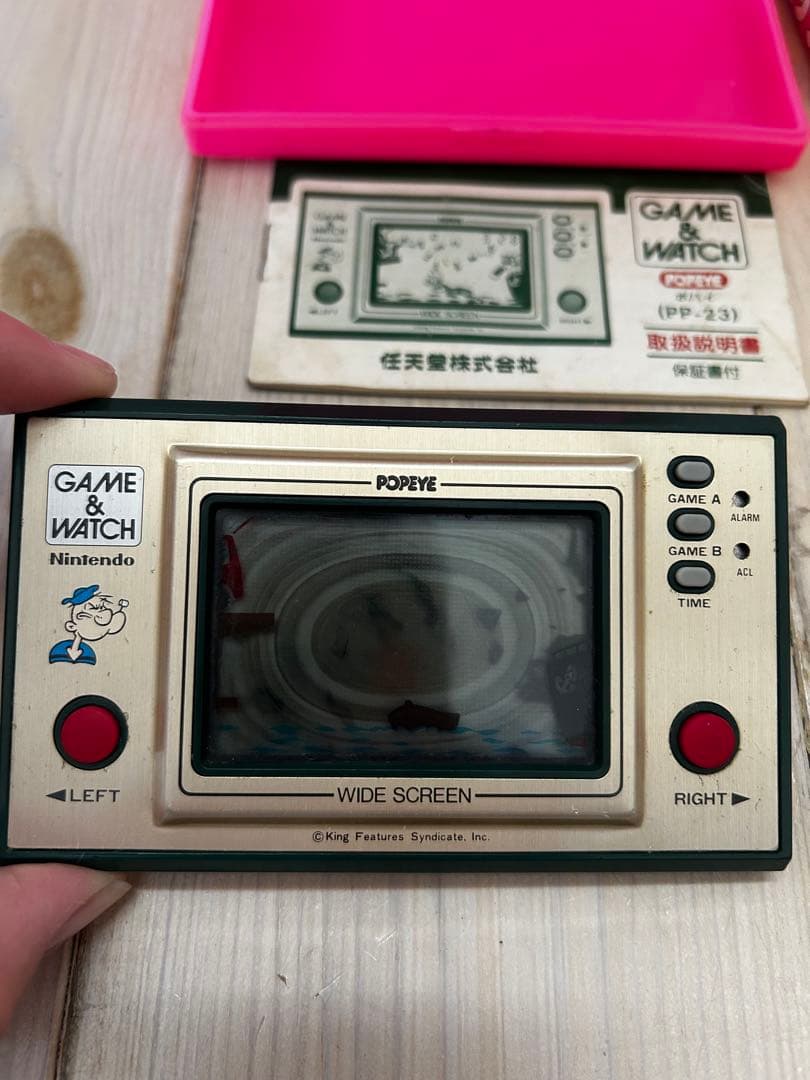 GAME
&
WATCH
POPEYE
ポパイ
(PP-23)
取扱説明書
保証書付
任天堂株式会社
WIDE SCREEN
GAME
&
WATCH
Nintendo
POPEYE
GAME A
ALARM
GAME B
ACL
TIME
◀LEFT
WIDE SCREEN
RIGHT▶
©King Features Syndicate, Inc.